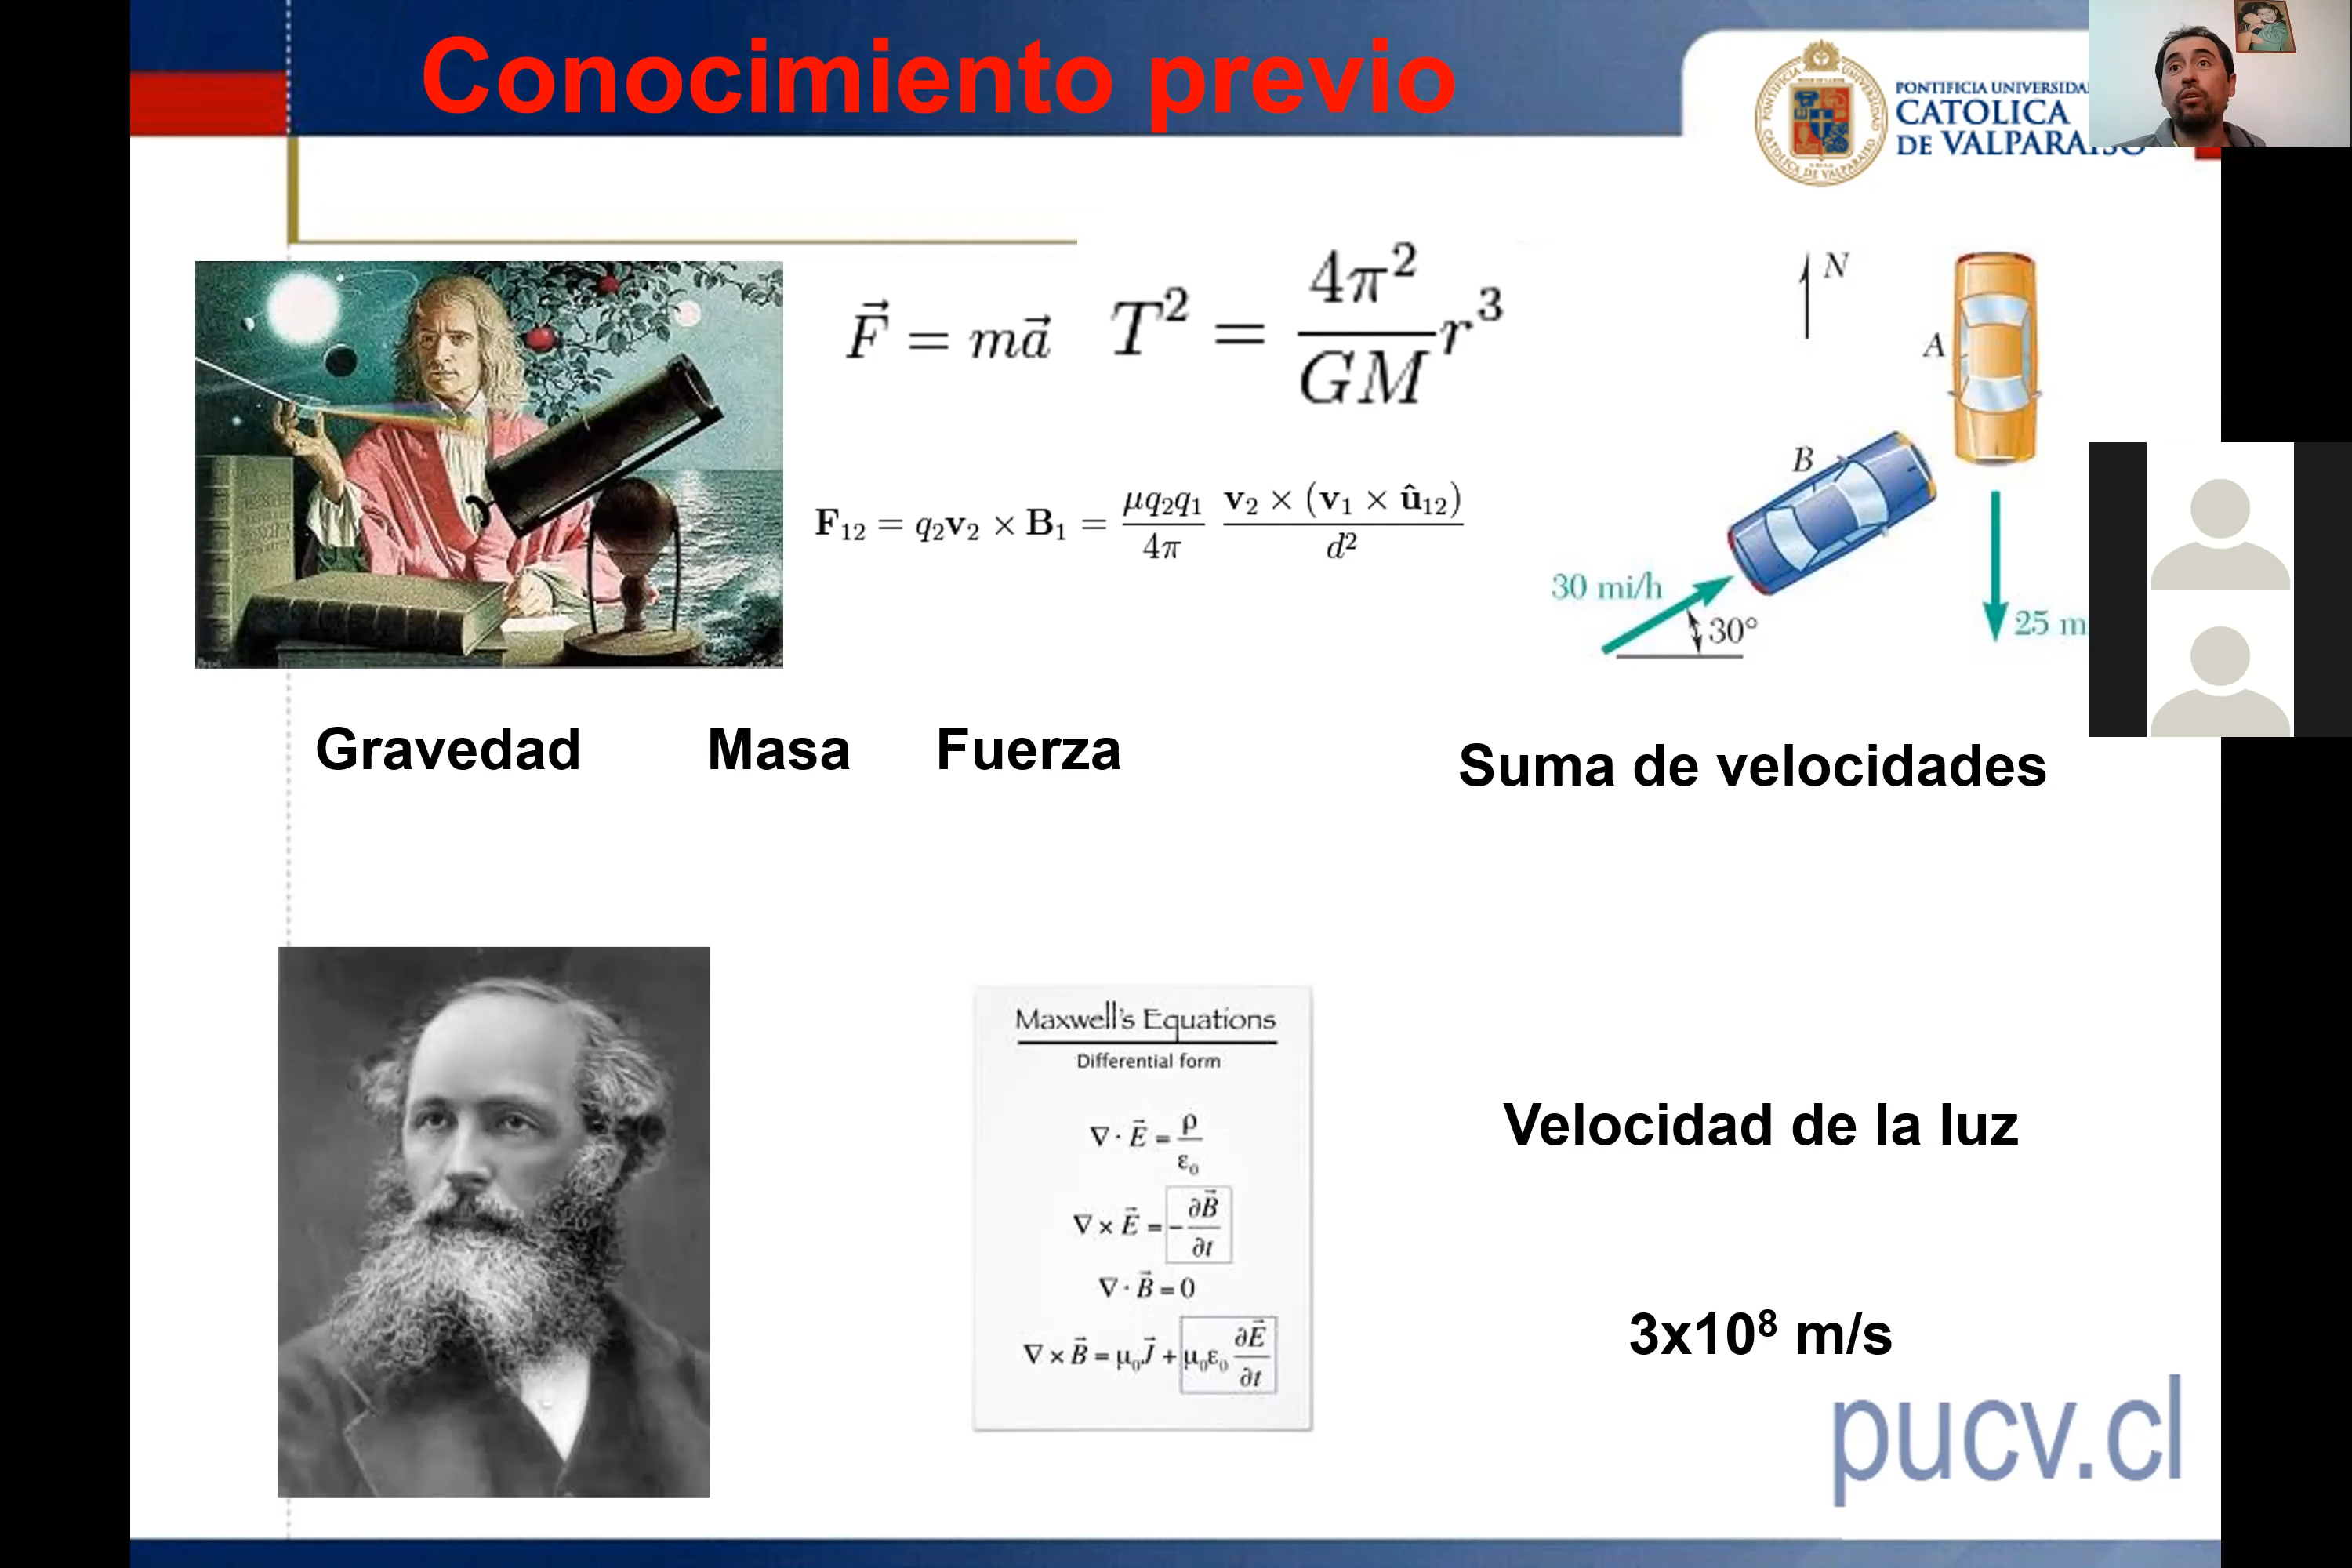 Conocimiento previo
PONTIFICIA UNIVERSIDA
CATOLICA
DE VALPARAISO
F⃗ = ma⃗
T² = 4π²/GM r³
F₁₂ = q₂v₂ × B₁ = μq₂q₁/4π v₂ × (v₁ × û₁₂)/d²
N
A
B
30 mi/h
30°
25 m
Gravedad Masa Fuerza
Suma de velocidades
Maxwell's Equations
Differential form
∇ · E⃗ = ρ/ε₀
∇ × E⃗ = -∂B⃗/∂t
∇ · B⃗ = 0
∇ × B⃗ = μ₀J⃗ + μ₀ε₀ ∂E⃗/∂t
Velocidad de la luz
3x10⁸ m/s
pucv.cl